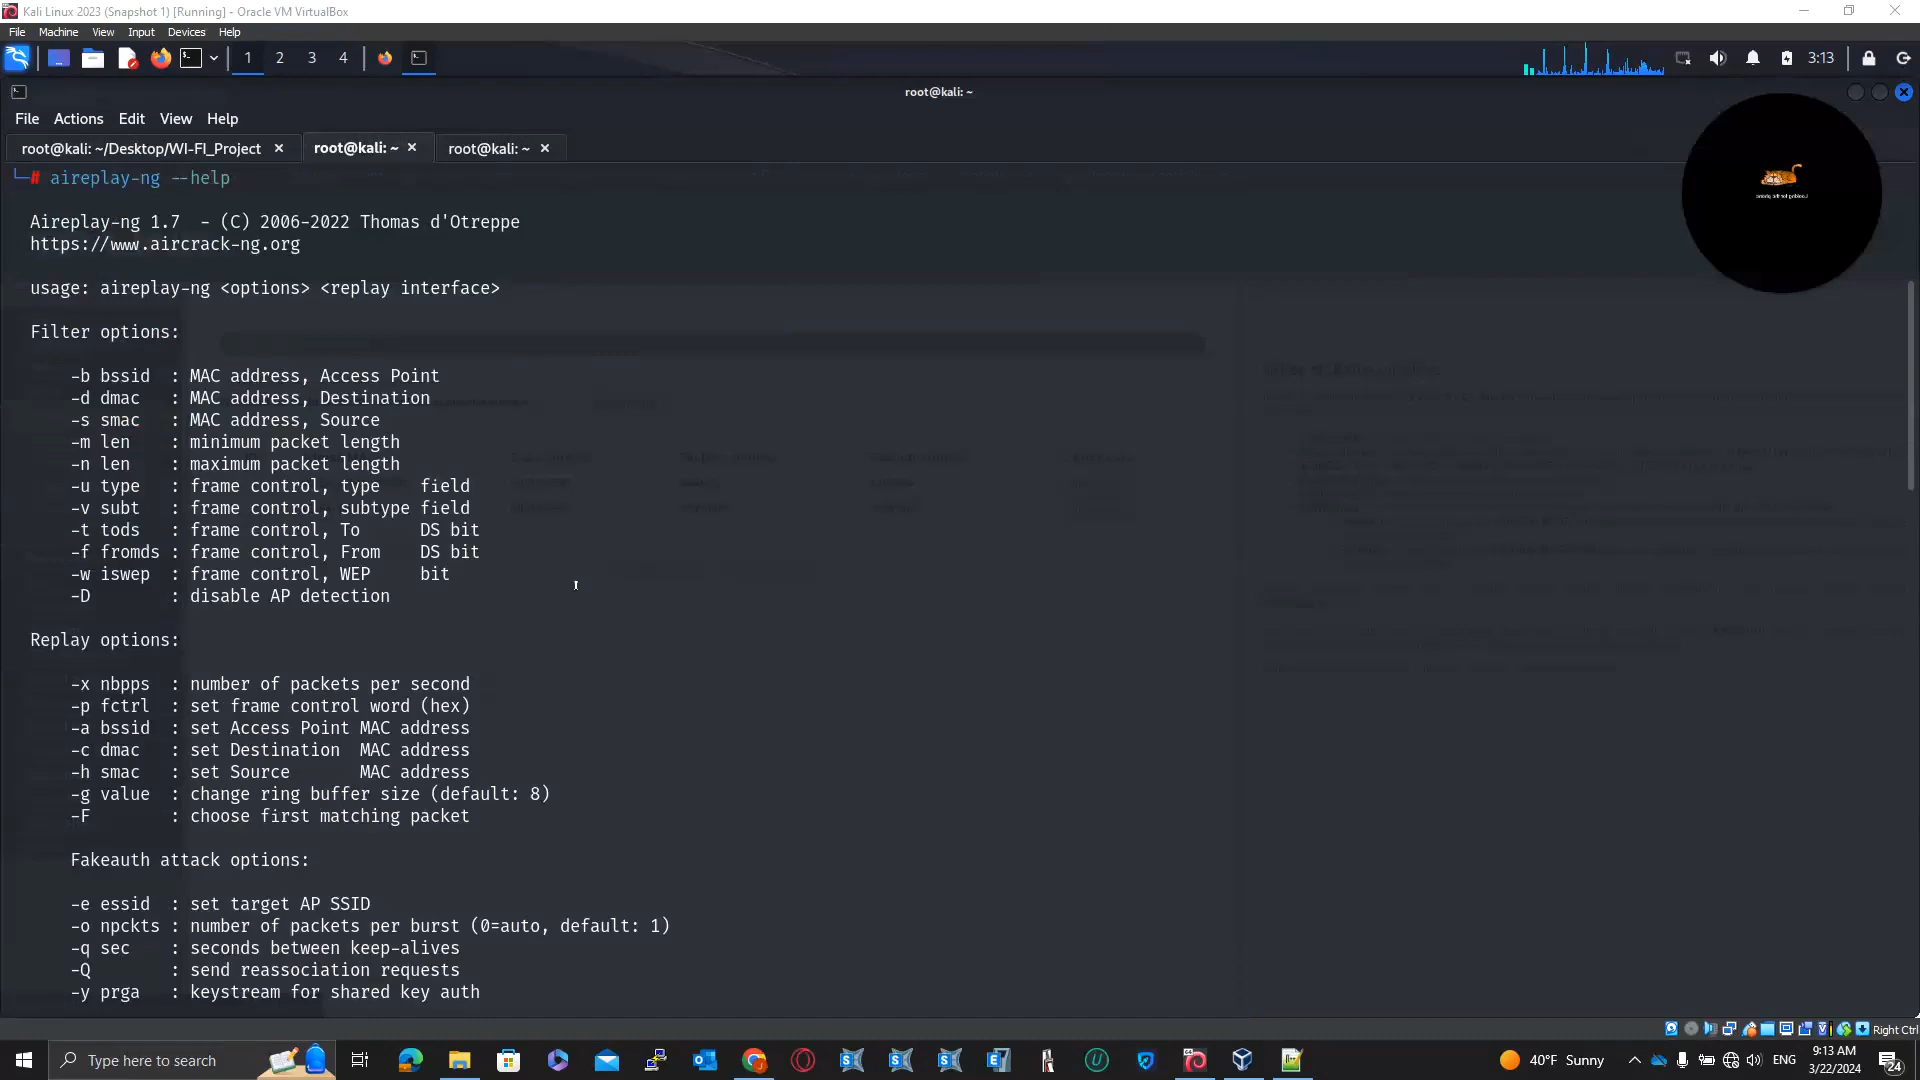 Kali Linux 2023 (Snapshot 1) [Running] - Oracle VM VirtualBox
File Machine View Input Devices Help
1 2 3 4 3:13
root@kali: ~
File Actions Edit View Help
root@kali: ~/Desktop/WI-FI_Project × root@kali: ~ × root@kali: ~ ×
└─# aireplay-ng --help
Aireplay-ng 1.7 - (C) 2006-2022 Thomas d'Otreppe
https://www.aircrack-ng.org
usage: aireplay-ng <options> <replay interface>
Filter options:
-b bssid : MAC address, Access Point
-d dmac : MAC address, Destination
-s smac : MAC address, Source
-m len : minimum packet length
-n len : maximum packet length
-u type : frame control, type field
-v subt : frame control, subtype field
-t tods : frame control, To DS bit
-f fromds : frame control, From DS bit
-w iswep : frame control, WEP bit
-D : disable AP detection
Replay options:
-x nbpps : number of packets per second
-p fctrl : set frame control word (hex)
-a bssid : set Access Point MAC address
-c dmac : set Destination MAC address
-h smac : set Source MAC address
-g value : change ring buffer size (default: 8)
-F : choose first matching packet
Fakeauth attack options:
-e essid : set target AP SSID
-o npckts : number of packets per burst (0=auto, default: 1)
-q sec : seconds between keep-alives
-Q : send reassociation requests
-y prga : keystream for shared key auth
Right Ctrl
Type here to search
40°F Sunny
ENG
9:13 AM
3/22/2024
24